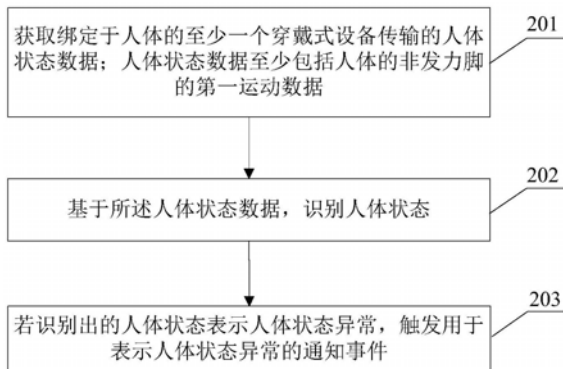 获取绑定于人体的至少一个穿戴式设备传输的人体
状态数据；人体状态数据至少包括人体的非发力脚
的第一运动数据
201
基于所述人体状态数据，识别人体状态
202
若识别出的人体状态表示人体状态异常，触发用于
表示人体状态异常的通知事件
203